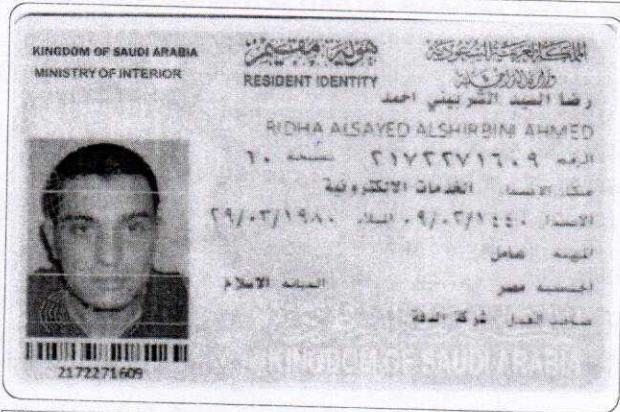 KINGDOM OF SAUDI ARABIA
MINISTRY OF INTERIOR
هوية مقيم
RESIDENT IDENTITY
المملكة العربية السعودية
وزارة الداخلية
رضا السيد الشربيني احمد
RIDHA ALSAYED ALSHIRBINI AHMED
الرقم ٢١٧٢٢٧١٦٠٩ نسخة ١٠
مكان الاصدار الخدمات الالكترونية
الاصدار ٠٩/٠٢/١٤٤٠ الميلاد ٢٩/٠٣/١٩٨٠
المهنة عامل
الجنسية مصر الديانة الاسلام
صاحب العمل شركة الدقة
KINGDOM OF SAUDI ARABIA
2172271609